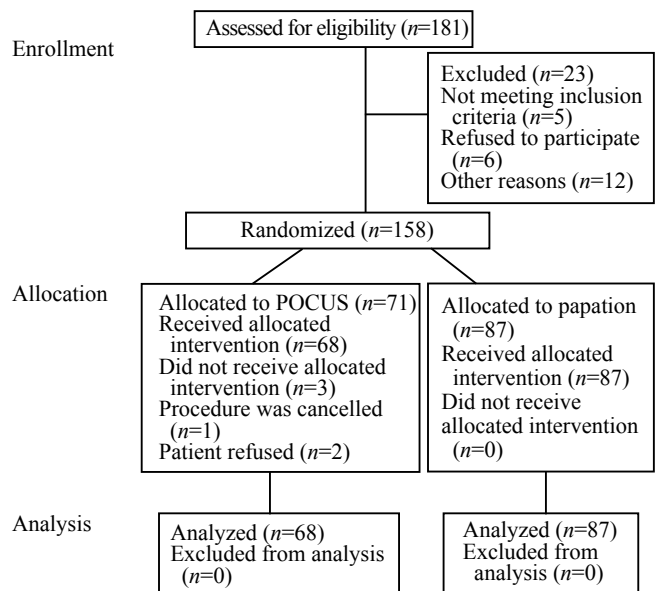 Assessed for eligibility (n=181)
Enrollment
Excluded (n=23)
Not meeting inclusion
criteria (n=5)
Refused to participate
(n=6)
Other reasons (n=12)
Randomized (n=158)
Allocation
Allocated to POCUS (n=71)
Received allocated
intervention (n=68)
Did not receive allocated
intervention (n=3)
Procedure was cancelled
(n=1)
Patient refused (n=2)
Allocated to papation
(n=87)
Received allocated
intervention (n=87)
Did not receive
allocated intervention
(n=0)
Analysis
Analyzed (n=68)
Excluded from analysis
(n=0)
Analyzed (n=87)
Excluded from
analysis (n=0)